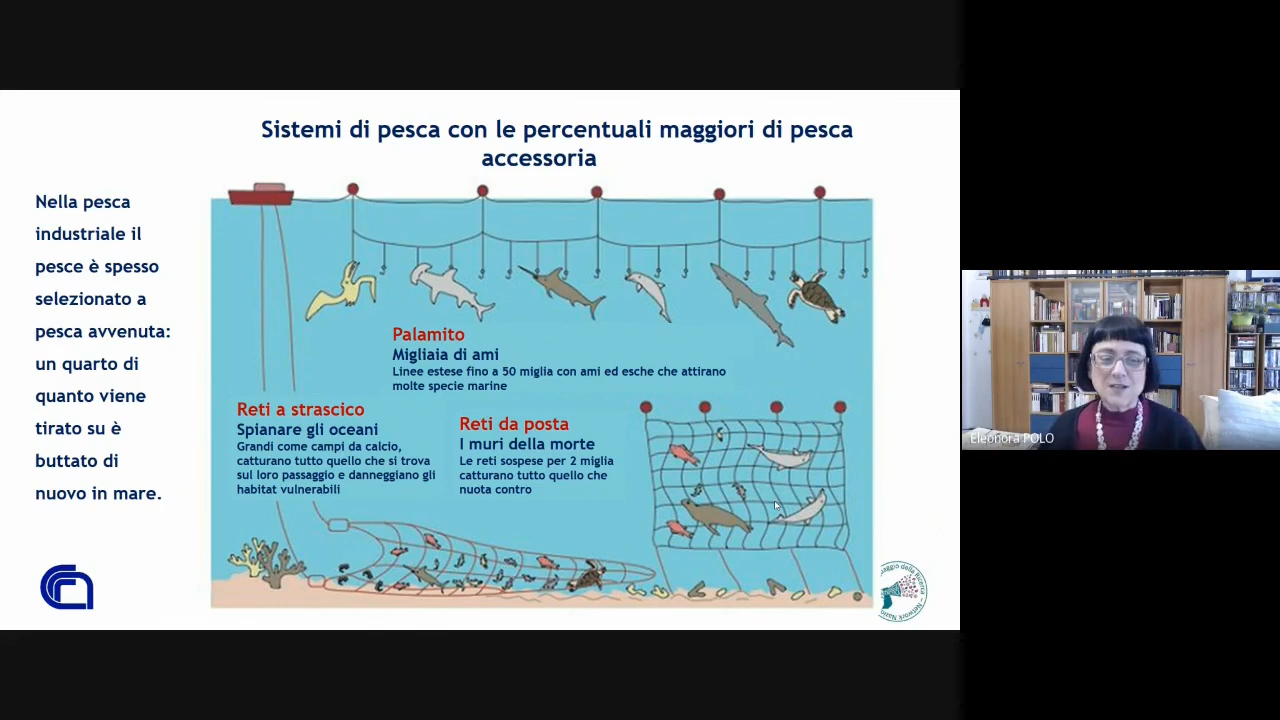 Sistemi di pesca con le percentuali maggiori di pesca
accessoria
Nella pesca
industriale il
pesce è spesso
selezionato a
pesca avvenuta:
un quarto di
quanto viene
tirato su è
buttato di
nuovo in mare.
Palamito
Migliaia di ami
Linee estese fino a 50 miglia con ami ed esche che attirano
molte specie marine
Reti a strascico
Spianare gli oceani
Grandi come campi da calcio,
catturano tutto quello che si trova
sul loro passaggio e danneggiano gli
habitat vulnerabili
Reti da posta
I muri della morte
Le reti sospese per 2 miglia
catturano tutto quello che
nuota contro
Eleonora POLO